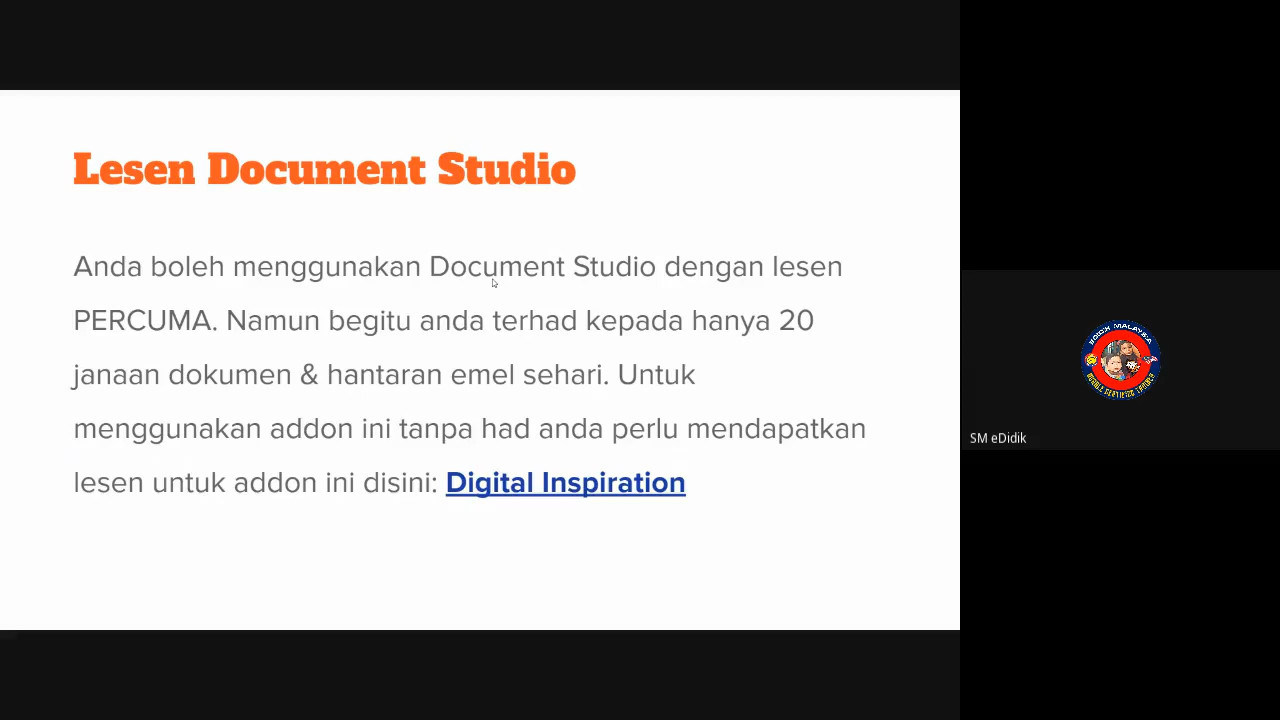 Lesen Document Studio
Anda boleh menggunakan Document Studio dengan lesen
PERCUMA. Namun begitu anda terhad kepada hanya 20
janaan dokumen & hantaran emel sehari. Untuk
menggunakan addon ini tanpa had anda perlu mendapatkan
lesen untuk addon ini disini: Digital Inspiration
SM eDidik